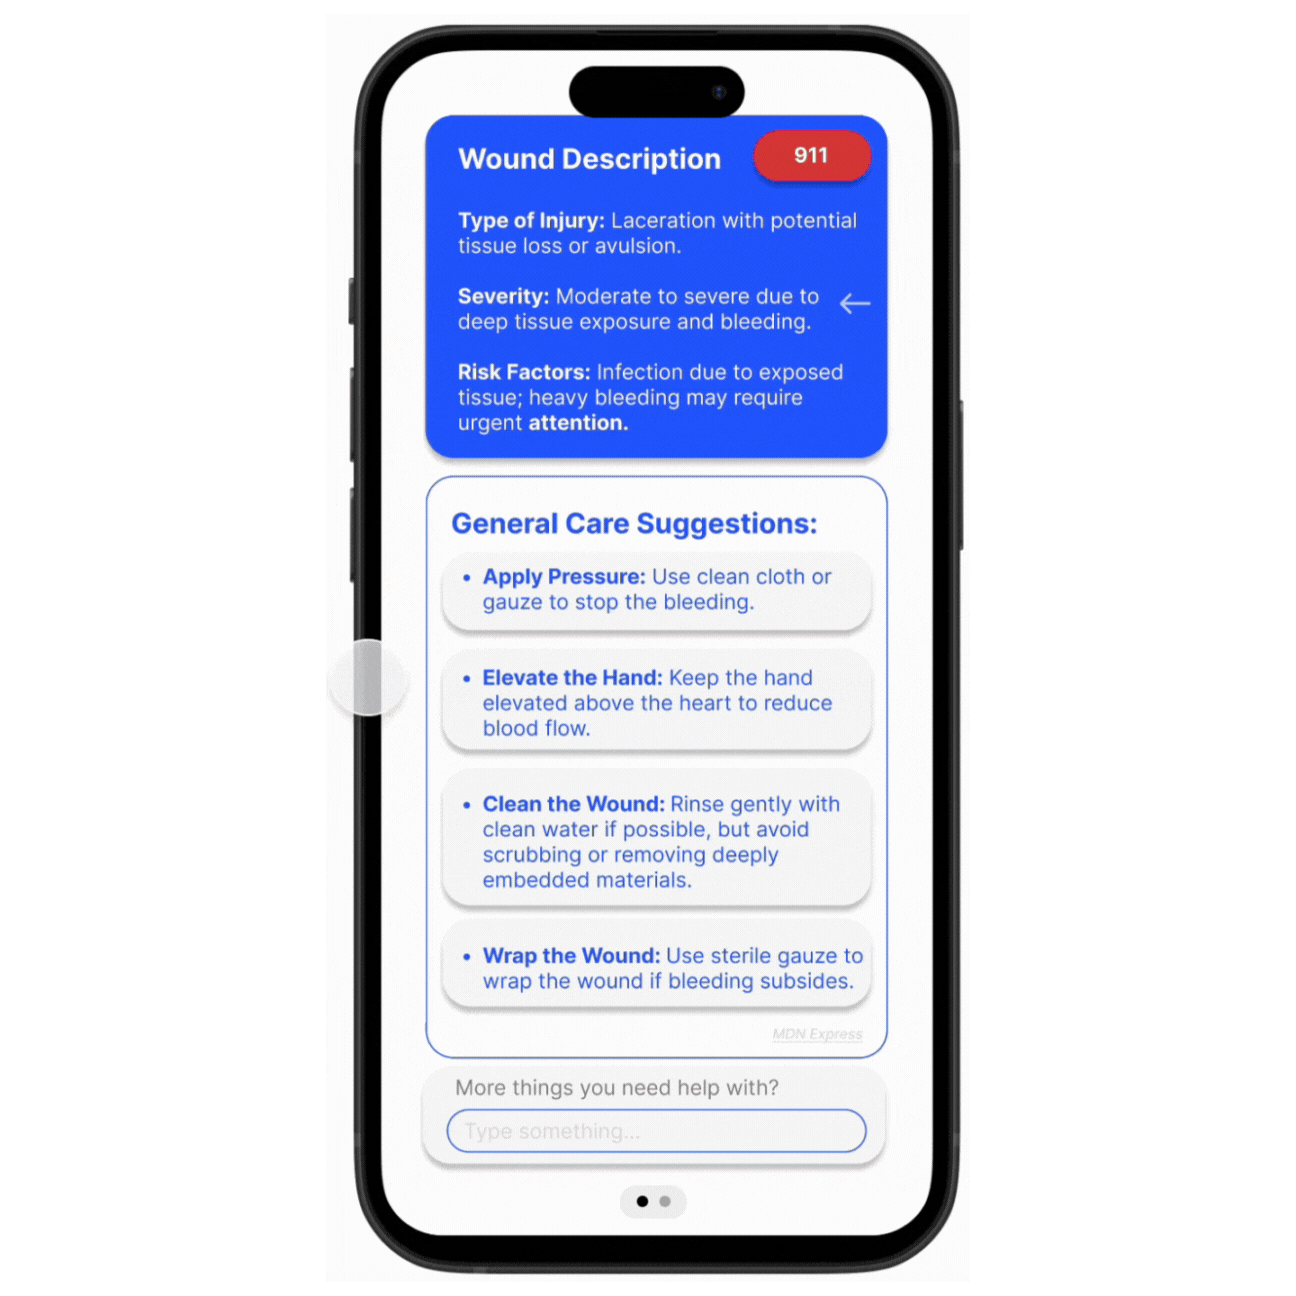 Wound Description
911
Type of Injury: Laceration with potential
tissue loss or avulsion.
Severity: Moderate to severe due to
deep tissue exposure and bleeding.
Risk Factors: Infection due to exposed
tissue; heavy bleeding may require
urgent attention.
General Care Suggestions:
• Apply Pressure: Use clean cloth or
gauze to stop the bleeding.
• Elevate the Hand: Keep the hand
elevated above the heart to reduce
blood flow.
• Clean the Wound: Rinse gently with
clean water if possible, but avoid
scrubbing or removing deeply
embedded materials.
• Wrap the Wound: Use sterile gauze to
wrap the wound if bleeding subsides.
MDN Express
More things you need help with?
Type something...